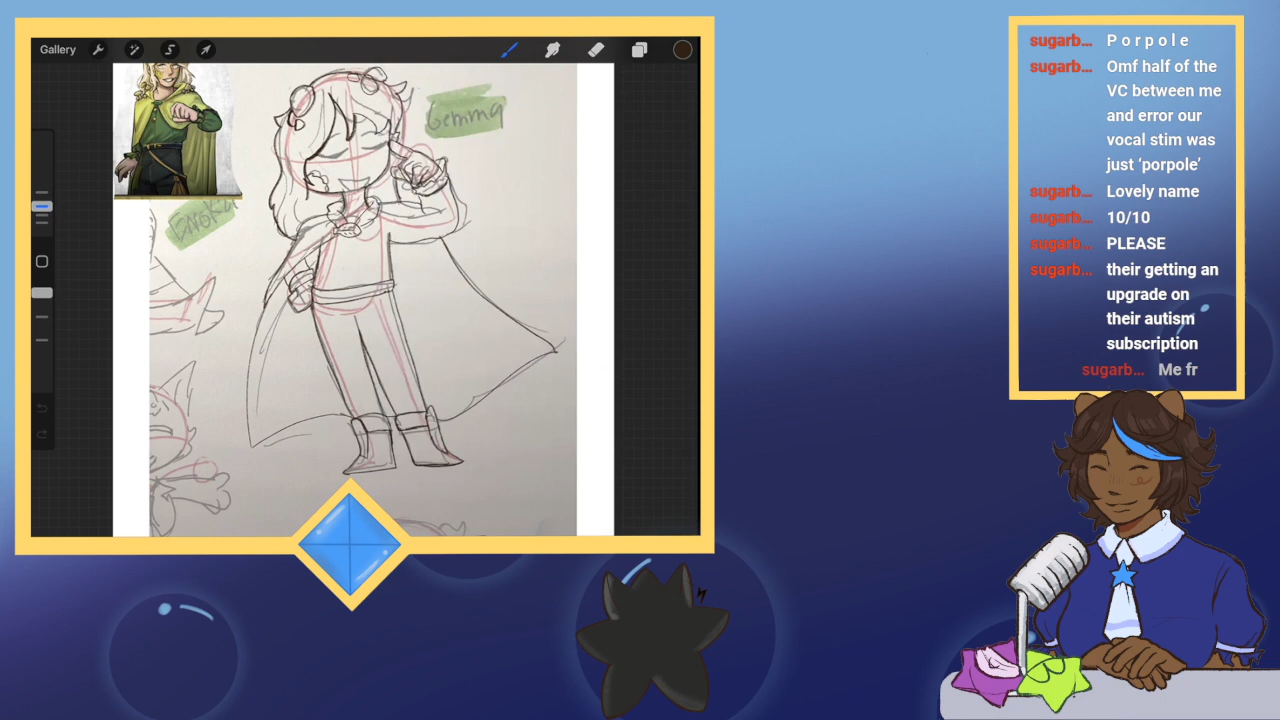 Gallery
Gemma
sugarb... P o r p o l e
sugarb... Omf half of the
VC between me
and error our
vocal stim was
just ‘porpole’
sugarb... Lovely name
sugarb... 10/10
sugarb... PLEASE
sugarb... their getting an
upgrade on
their autism
subscription
sugarb... Me fr